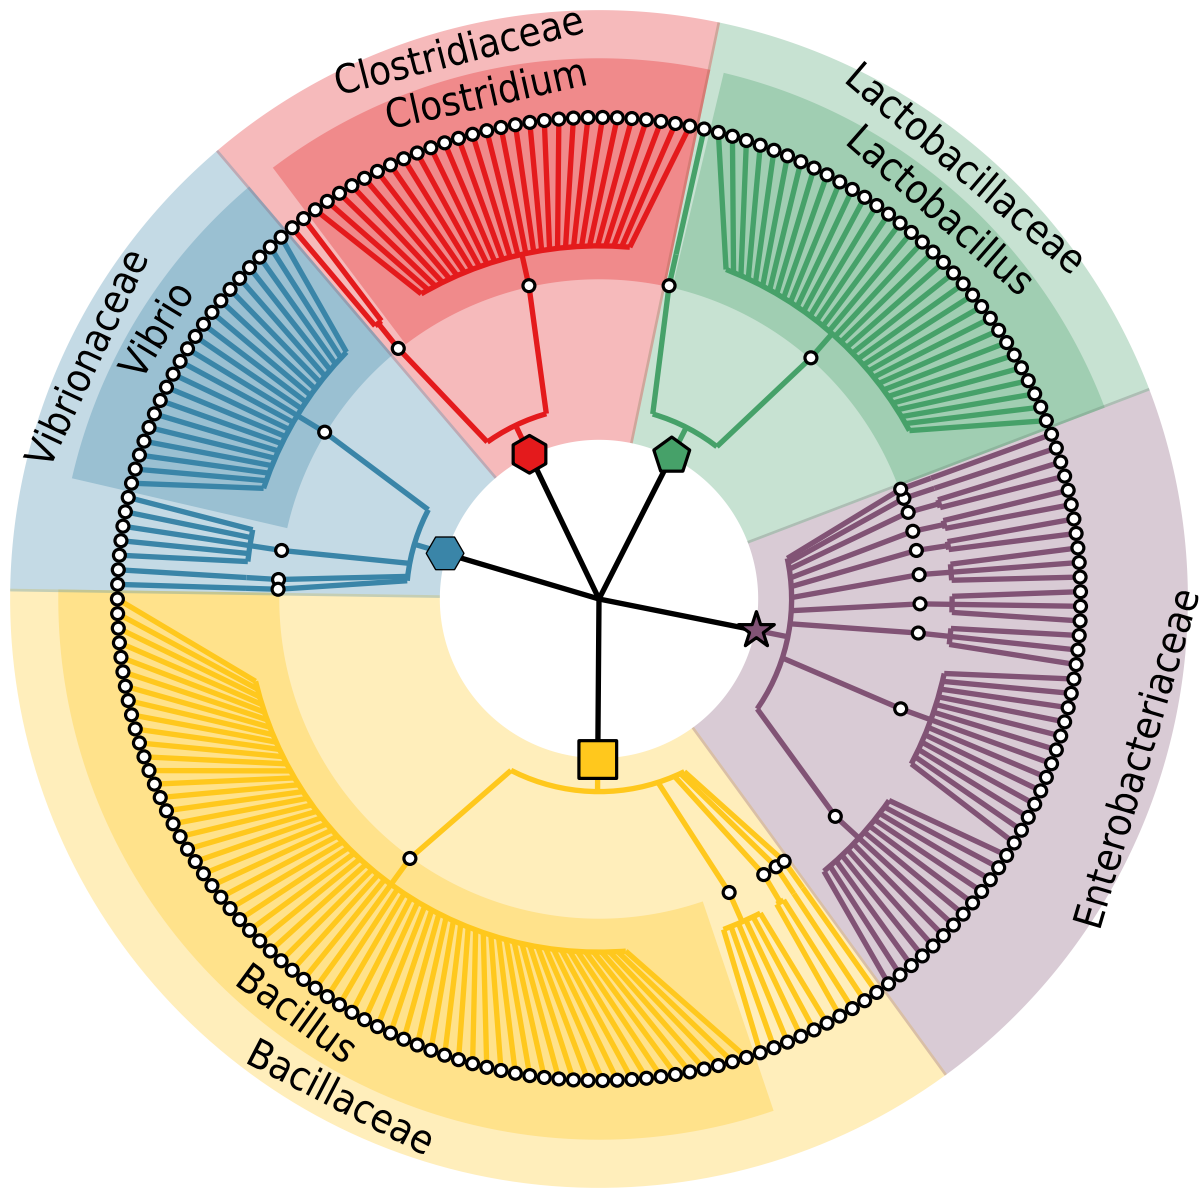 Clostridiaceae
Clostridium
Lactobacillaceae
Lactobacillus
Vibrionaceae
Vibrio
Enterobacteriaceae
Bacillus
Bacillaceae